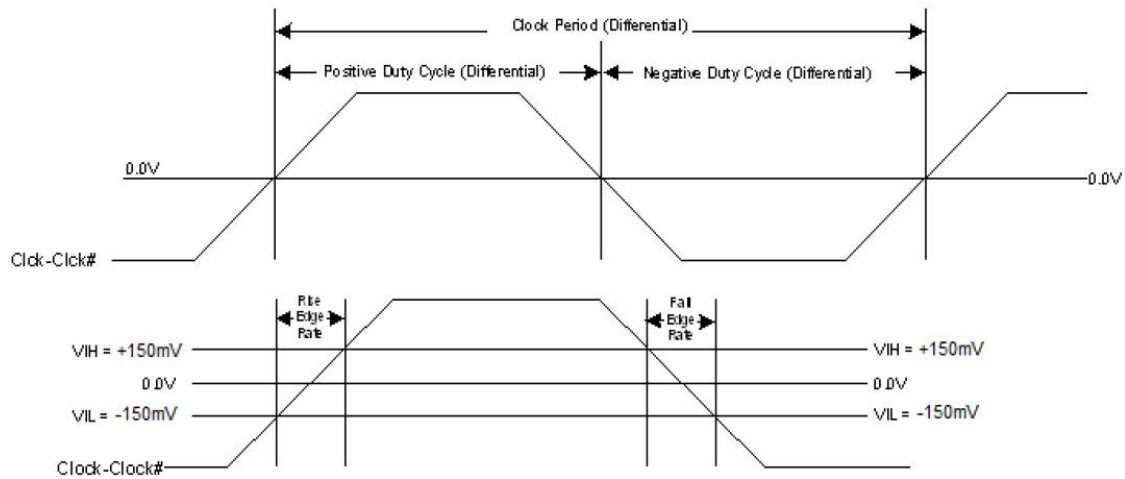 Clock Period (Differential)
Positive Duty Cycle (Differential)
Negative Duty Cycle (Differential)
0.0V
0.0V
Clck-Clck#
Rise
Edge
Rate
Fall
Edge
Rate
VIH = +150mV
VIH = +150mV
0.0V
0.0V
VIL = -150mV
VIL = -150mV
Clock-Clock#